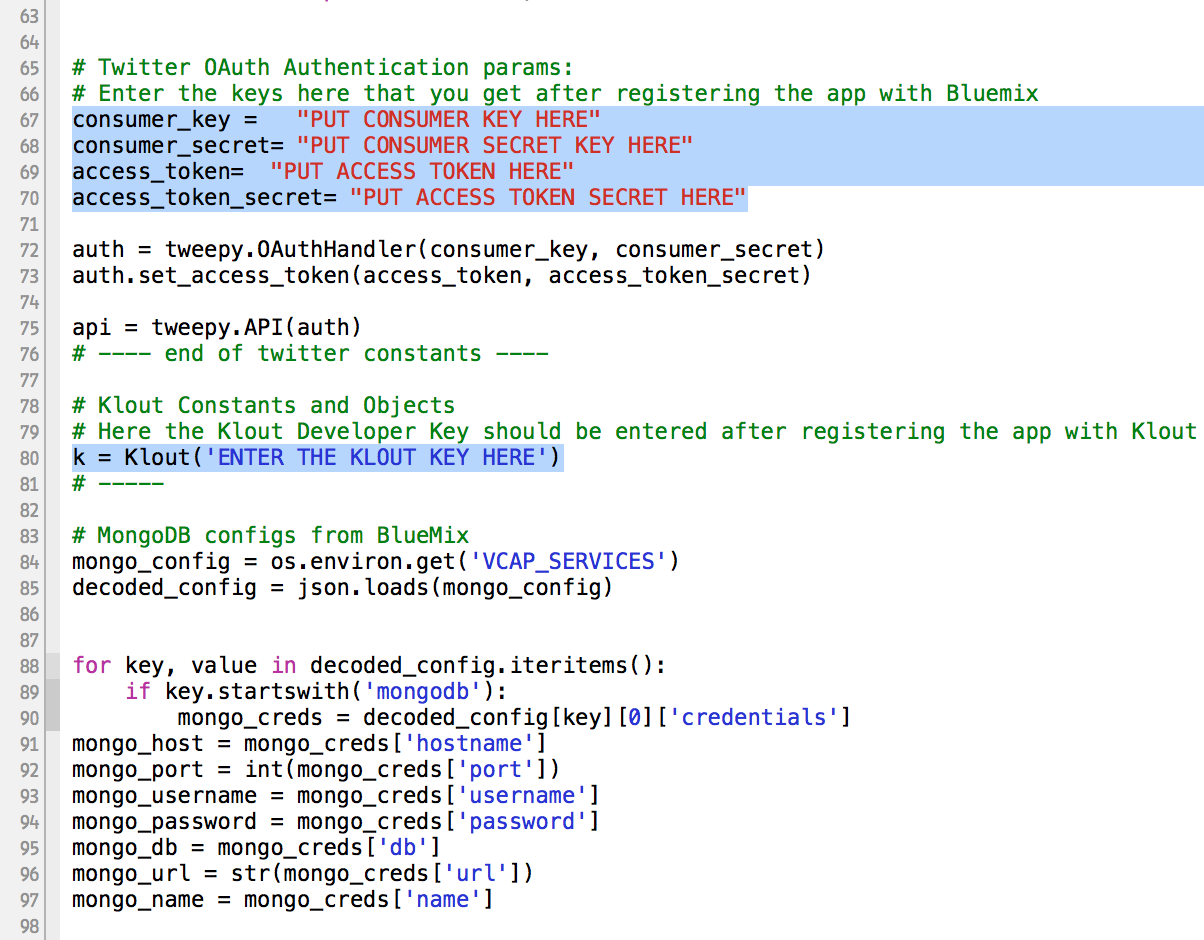 63
64
65 # Twitter OAuth Authentication params:
66 # Enter the keys here that you get after registering the app with Bluemix
67 consumer_key =   "PUT CONSUMER KEY HERE"
68 consumer_secret= "PUT CONSUMER SECRET KEY HERE"
69 access_token=  "PUT ACCESS TOKEN HERE"
70 access_token_secret= "PUT ACCESS TOKEN SECRET HERE"
71
72 auth = tweepy.OAuthHandler(consumer_key, consumer_secret)
73 auth.set_access_token(access_token, access_token_secret)
74
75 api = tweepy.API(auth)
76 # ---- end of twitter constants ----
77
78 # Klout Constants and Objects
79 # Here the Klout Developer Key should be entered after registering the app with Klout
80 k = Klout('ENTER THE KLOUT KEY HERE')
81 # -----
82
83 # MongoDB configs from BlueMix
84 mongo_config = os.environ.get('VCAP_SERVICES')
85 decoded_config = json.loads(mongo_config)
86
87
88 for key, value in decoded_config.iteritems():
89     if key.startswith('mongodb'):
90         mongo_creds = decoded_config[key][0]['credentials']
91 mongo_host = mongo_creds['hostname']
92 mongo_port = int(mongo_creds['port'])
93 mongo_username = mongo_creds['username']
94 mongo_password = mongo_creds['password']
95 mongo_db = mongo_creds['db']
96 mongo_url = str(mongo_creds['url'])
97 mongo_name = mongo_creds['name']
98